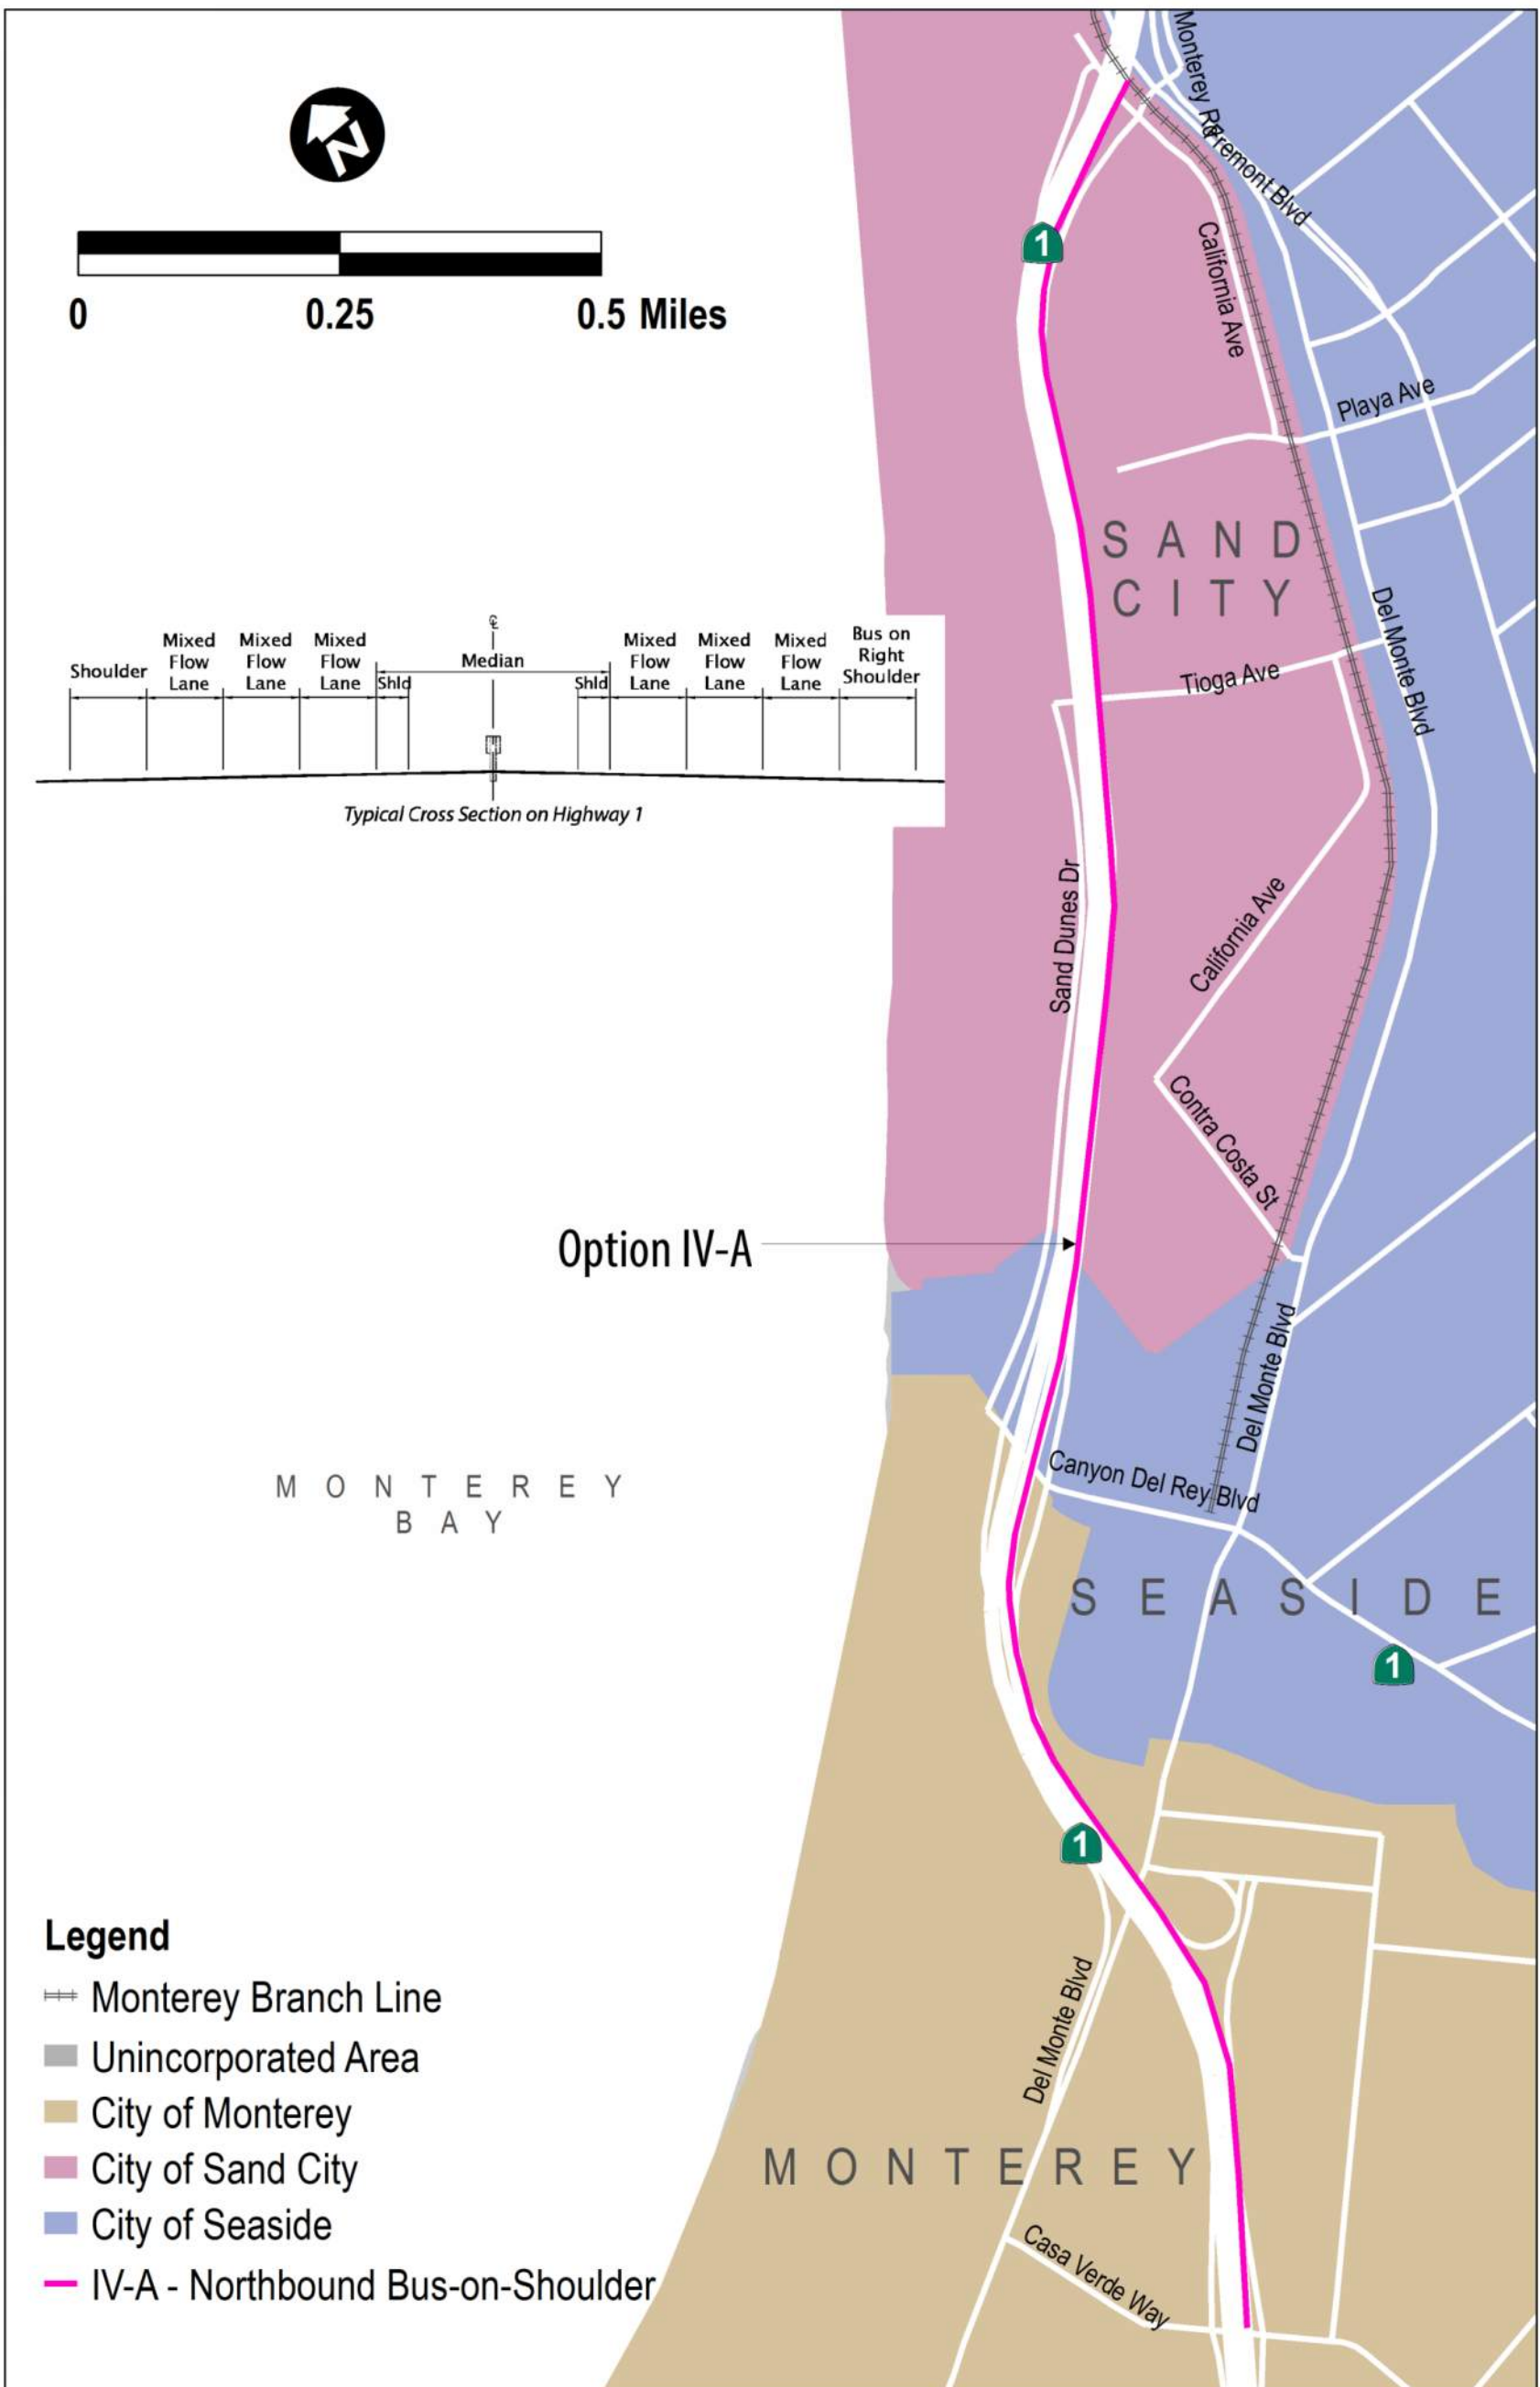 N
0 0.25 0.5 Miles
Monterey Rd
Fremont Blvd
1
California Ave
Playa Ave
SAND
CITY
Del Monte Blvd
Tioga Ave
Shoulder
Mixed
Flow
Lane
Mixed
Flow
Lane
Mixed
Flow
Lane
Shld
Median
Shld
Mixed
Flow
Lane
Mixed
Flow
Lane
Mixed
Flow
Lane
Bus on
Right
Shoulder
Typical Cross Section on Highway 1
Sand Dunes Dr
California Ave
Contra Costa St
Option IV-A
Del Monte Blvd
Canyon Del Rey Blvd
MONTEREY
BAY
SEASIDE
1
1
Del Monte Blvd
MONTEREY
Casa Verde Way
Legend
Monterey Branch Line
Unincorporated Area
City of Monterey
City of Sand City
City of Seaside
IV-A - Northbound Bus-on-Shoulder